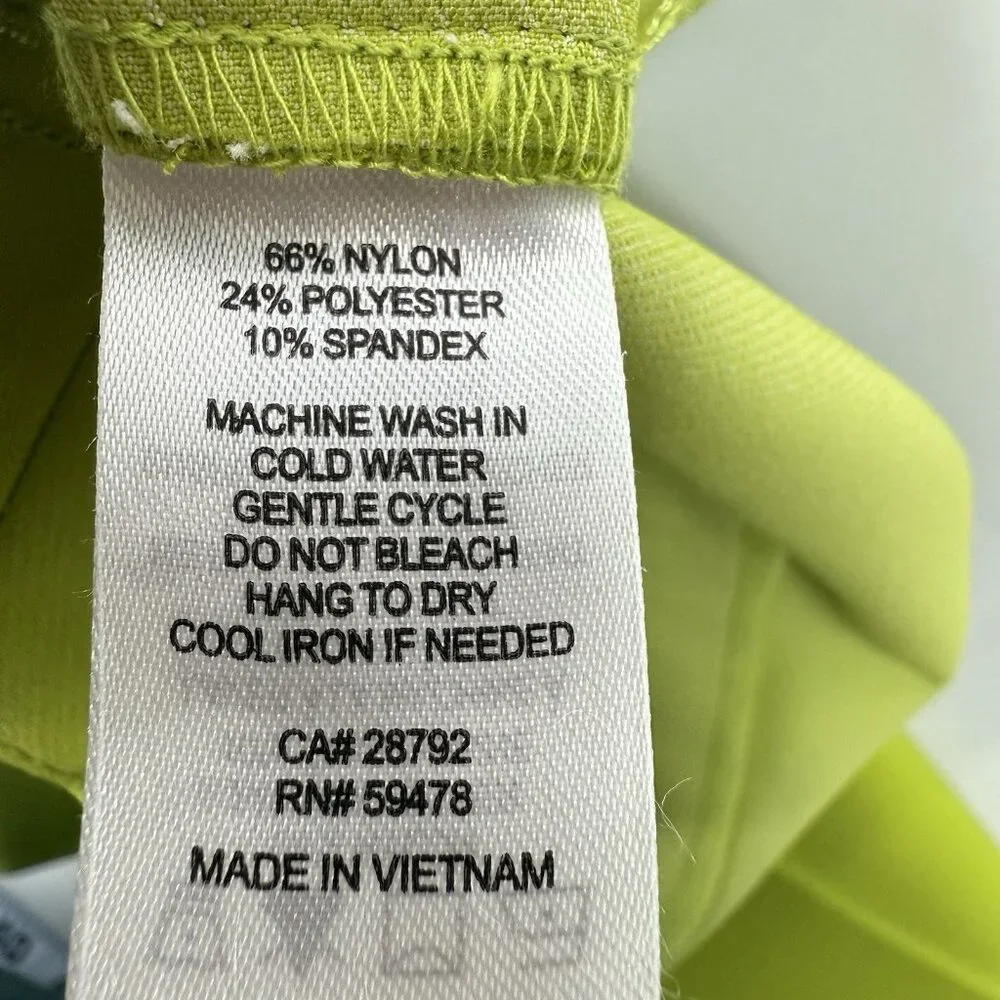 66% NYLON
24% POLYESTER
10% SPANDEX
MACHINE WASH IN
COLD WATER
GENTLE CYCLE
DO NOT BLEACH
HANG TO DRY
COOL IRON IF NEEDED
CA# 28792
RN# 59478
MADE IN VIETNAM